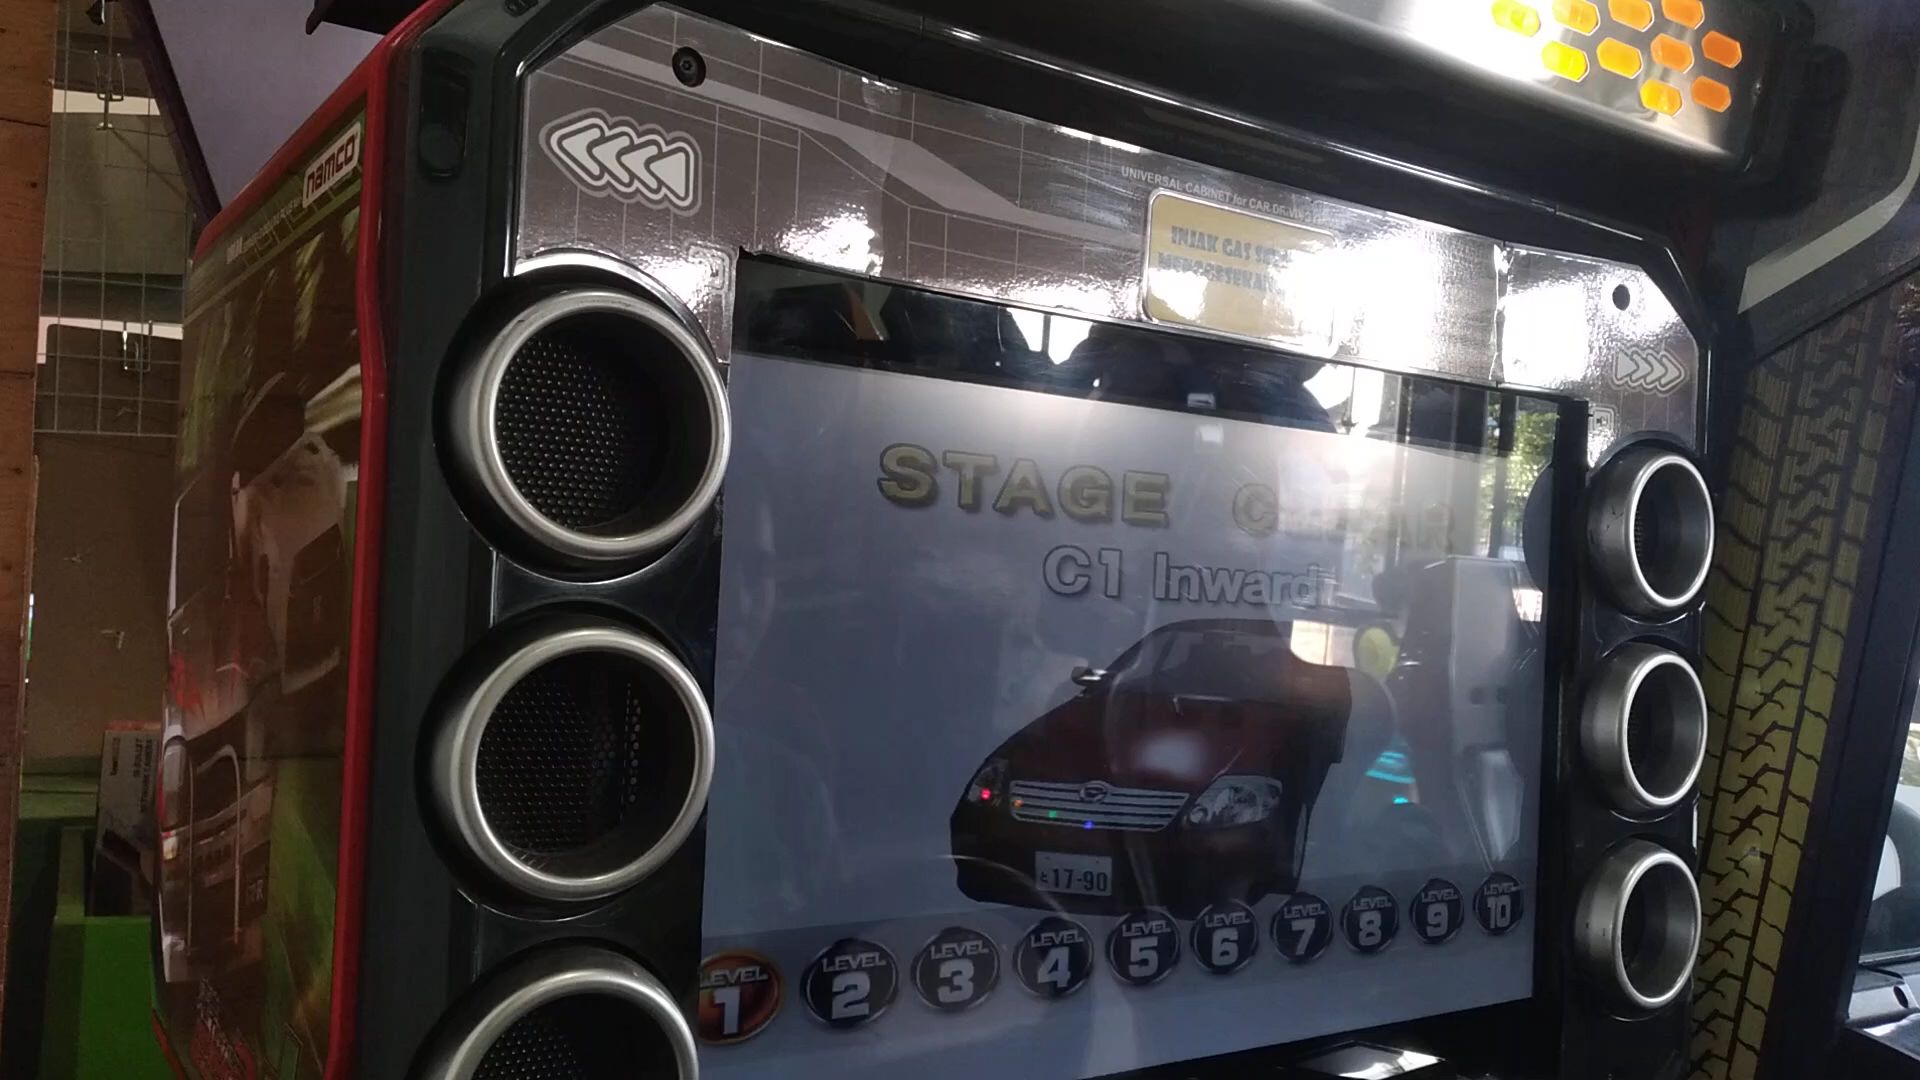 namco
UNIVERSAL CABINET for CAR DRIVING
INJAK GAS
STAGE CLEAR
C1 Inward
17-90
LEVEL 1
LEVEL 2
LEVEL 3
LEVEL 4
LEVEL 5
LEVEL 6
LEVEL 7
LEVEL 8
LEVEL 9
LEVEL 10